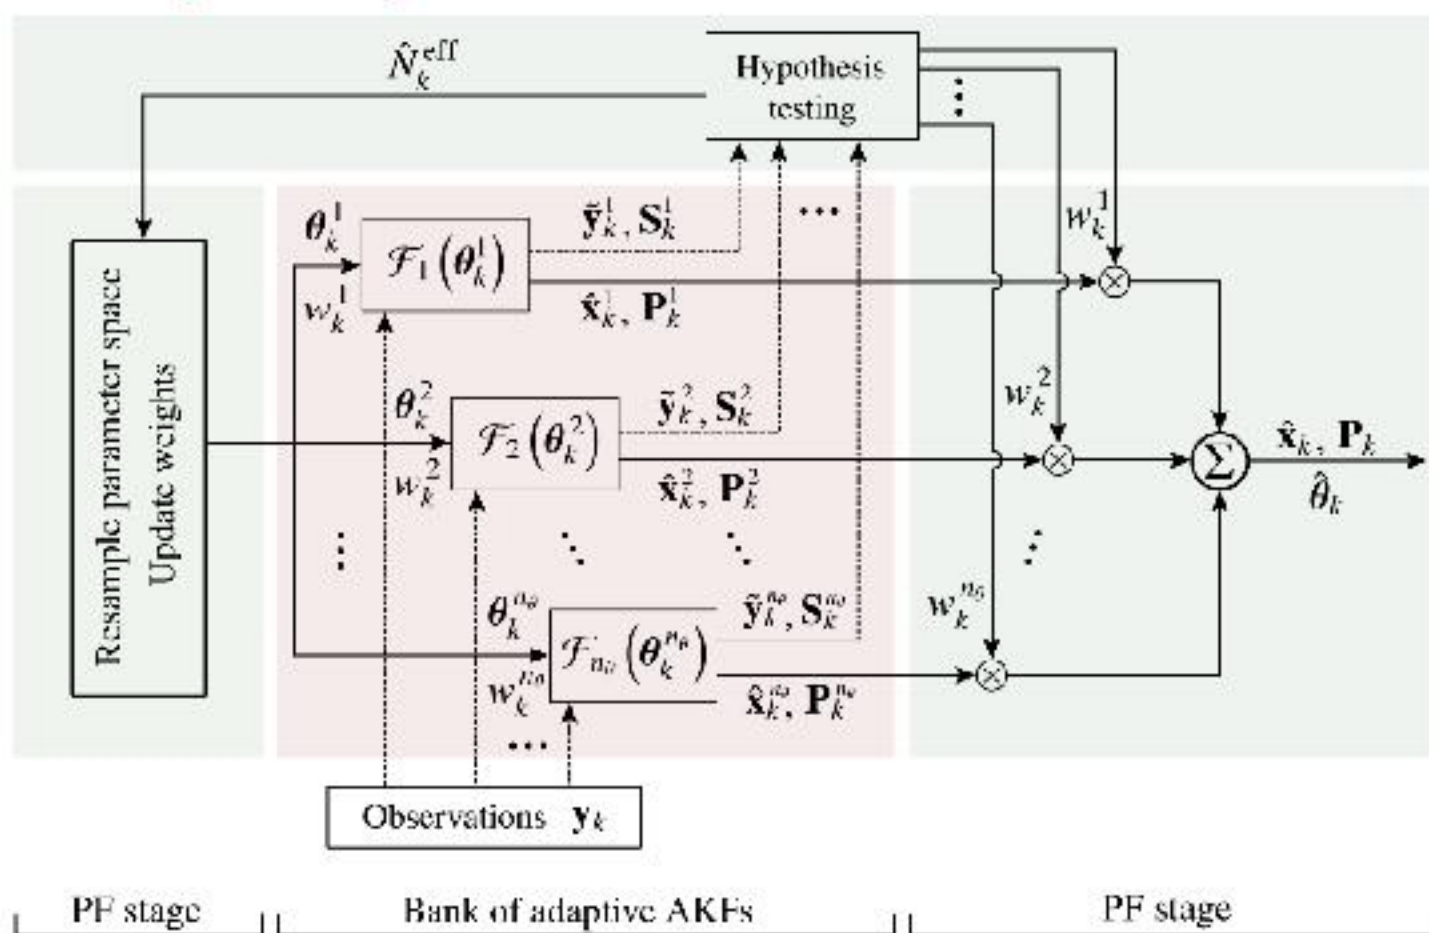 N̂_k^eff
Hypothesis
testing
θ_k^1
w_k^1
ℱ_1(θ_k^1)
ỹ_k^1, S_k^1
x̂_k^1, P_k^1
⋯
w_k^1
Resample parameter space
Update weights
θ_k^2
w_k^2
ℱ_2(θ_k^2)
ỹ_k^2, S_k^2
x̂_k^2, P_k^2
w_k^2
Σ
x̂_k, P_k
θ̂_k
θ_k^{n_θ}
w_k^{n_θ}
ℱ_{n_θ}(θ_k^{n_θ})
ỹ_k^{n_θ}, S_k^{n_θ}
x̂_k^{n_θ}, P_k^{n_θ}
w_k^{n_θ}
⋯
Observations y_k
PF stage
Bank of adaptive AKFs
PF stage